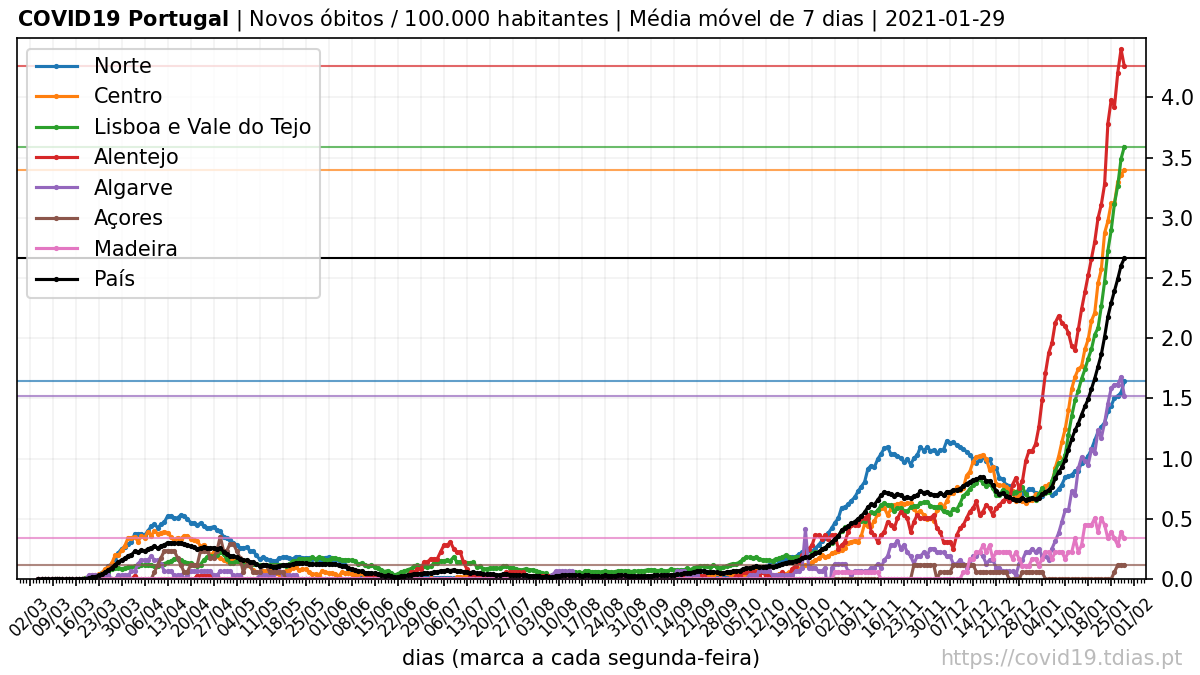 COVID19 Portugal | Novos óbitos / 100.000 habitantes | Média móvel de 7 dias | 2021-01-29
Norte
Centro
Lisboa e Vale do Tejo
Alentejo
Algarve
Açores
Madeira
País
4.0
3.5
3.0
2.5
2.0
1.5
1.0
0.5
0.0
02/03 09/03 16/03 23/03 30/03 06/04 13/04 20/04 27/04 04/05 11/05 18/05 25/05 01/06 08/06 15/06 22/06 29/06 06/07 13/07 20/07 27/07 03/08 10/08 17/08 24/08 31/08 07/09 14/09 21/09 28/09 05/10 12/10 19/10 26/10 02/11 09/11 16/11 23/11 30/11 07/12 14/12 21/12 28/12 04/01 11/01 18/01 25/01 01/02
dias (marca a cada segunda-feira)
https://covid19.tdias.pt